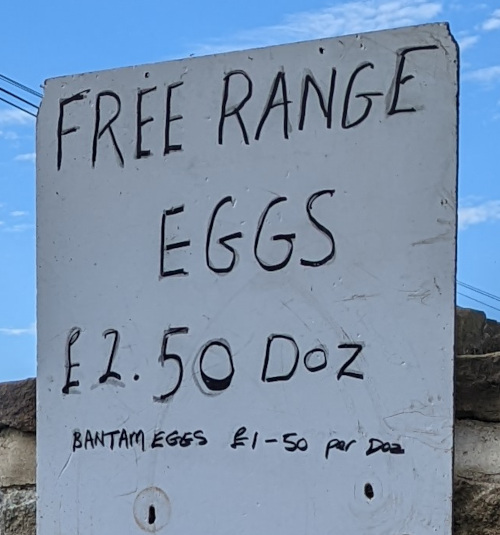 FREE RANGE
EGGS
£2.50 Doz
BANTAM EGGS £1-50 per Doz